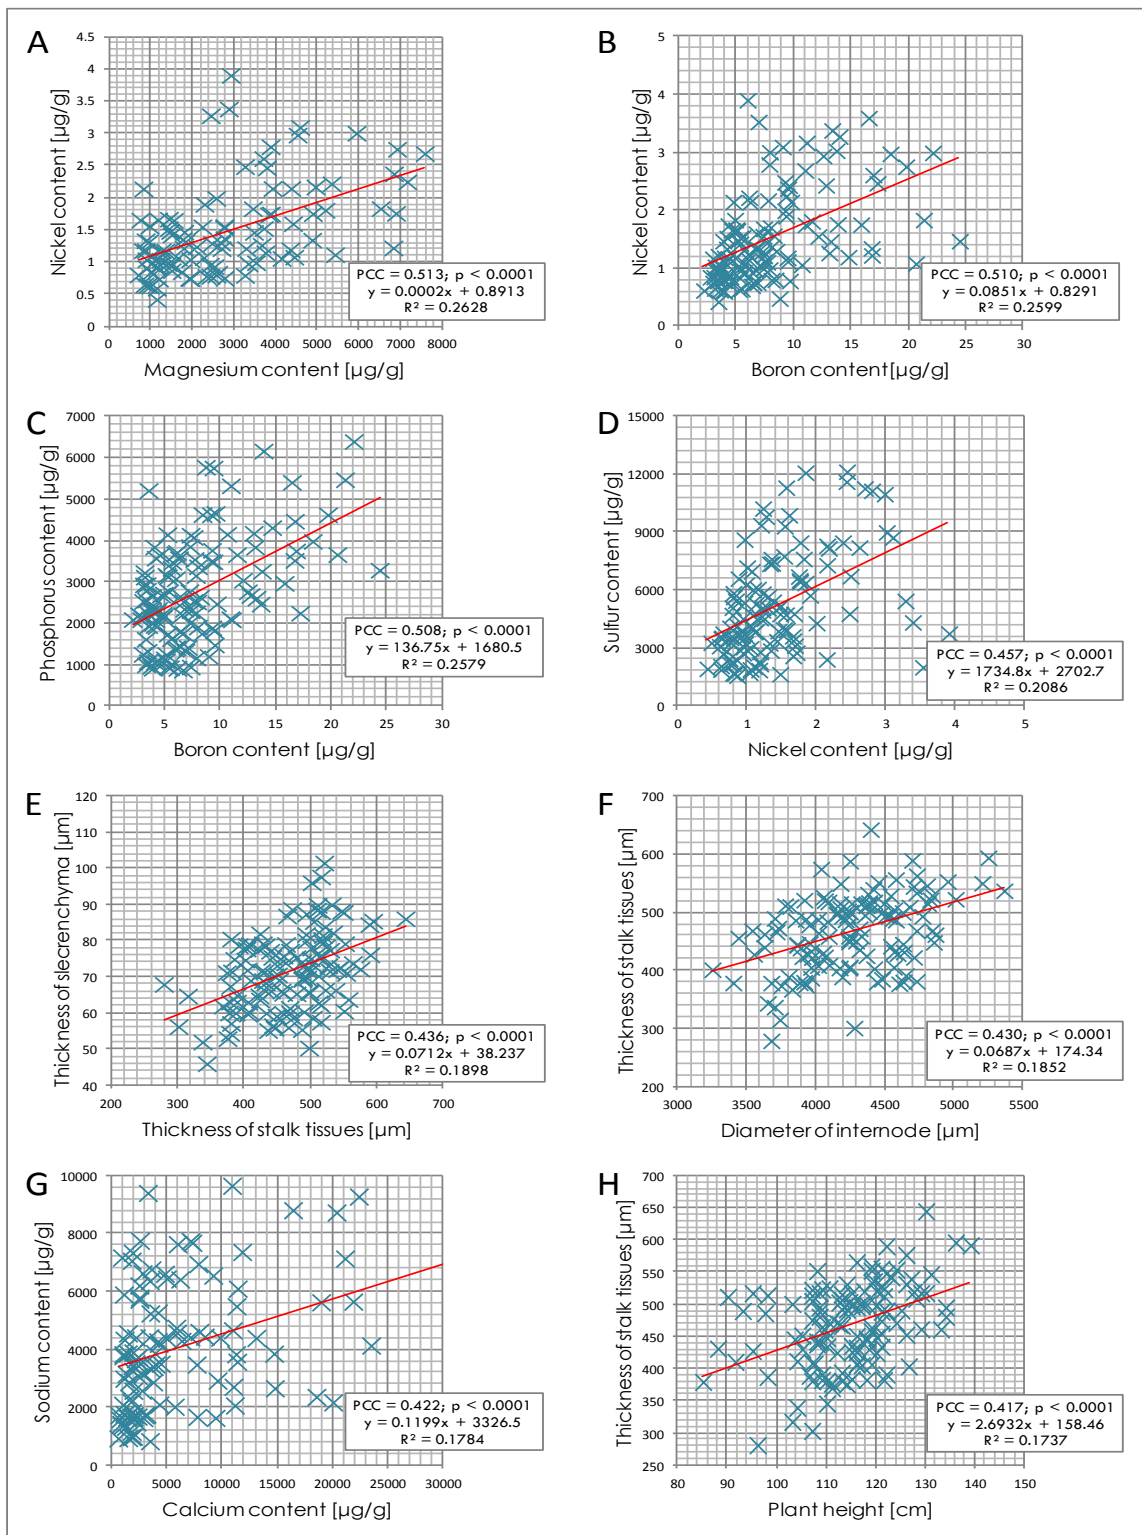 A
Nickel content [µg/g]
4.5
4
3.5
3
2.5
2
1.5
1
0.5
0
0 1000 2000 3000 4000 5000 6000 7000 8000
Magnesium content [µg/g]
PCC = 0.513; p < 0.0001
y = 0.0002x + 0.8913
R² = 0.2628
B
Nickel content [µg/g]
5
4
3
2
1
0
0 5 10 15 20 25 30
Boron content[µg/g]
PCC = 0.510; p < 0.0001
y = 0.0851x + 0.8291
R² = 0.2599
C
Phosphorus content [µg/g]
7000
6000
5000
4000
3000
2000
1000
0
0 5 10 15 20 25 30
Boron content [µg/g]
PCC = 0.508; p < 0.0001
y = 136.75x + 1680.5
R² = 0.2579
D
Sulfur content [µg/g]
15000
12000
9000
6000
3000
0
0 1 2 3 4 5
Nickel content [µg/g]
PCC = 0.457; p < 0.0001
y = 1734.8x + 2702.7
R² = 0.2086
E
Thickness of slecrenchyma [µm]
120
110
100
90
80
70
60
50
40
200 300 400 500 600 700
Thickness of stalk tissues [µm]
PCC = 0.436; p < 0.0001
y = 0.0712x + 38.237
R² = 0.1898
F
Thickness of stalk tissues [µm]
700
600
500
400
300
200
3000 3500 4000 4500 5000 5500
Diameter of internode [µm]
PCC = 0.430; p < 0.0001
y = 0.0687x + 174.34
R² = 0.1852
G
Sodium content [µg/g]
10000
8000
6000
4000
2000
0
0 5000 10000 15000 20000 25000 30000
Calcium content [µg/g]
PCC = 0.422; p < 0.0001
y = 0.1199x + 3326.5
R² = 0.1784
H
Thickness of stalk tissues [µm]
700
650
600
550
500
450
400
350
300
250
80 90 100 110 120 130 140 150
Plant height [cm]
PCC = 0.417; p < 0.0001
y = 2.6932x + 158.46
R² = 0.1737